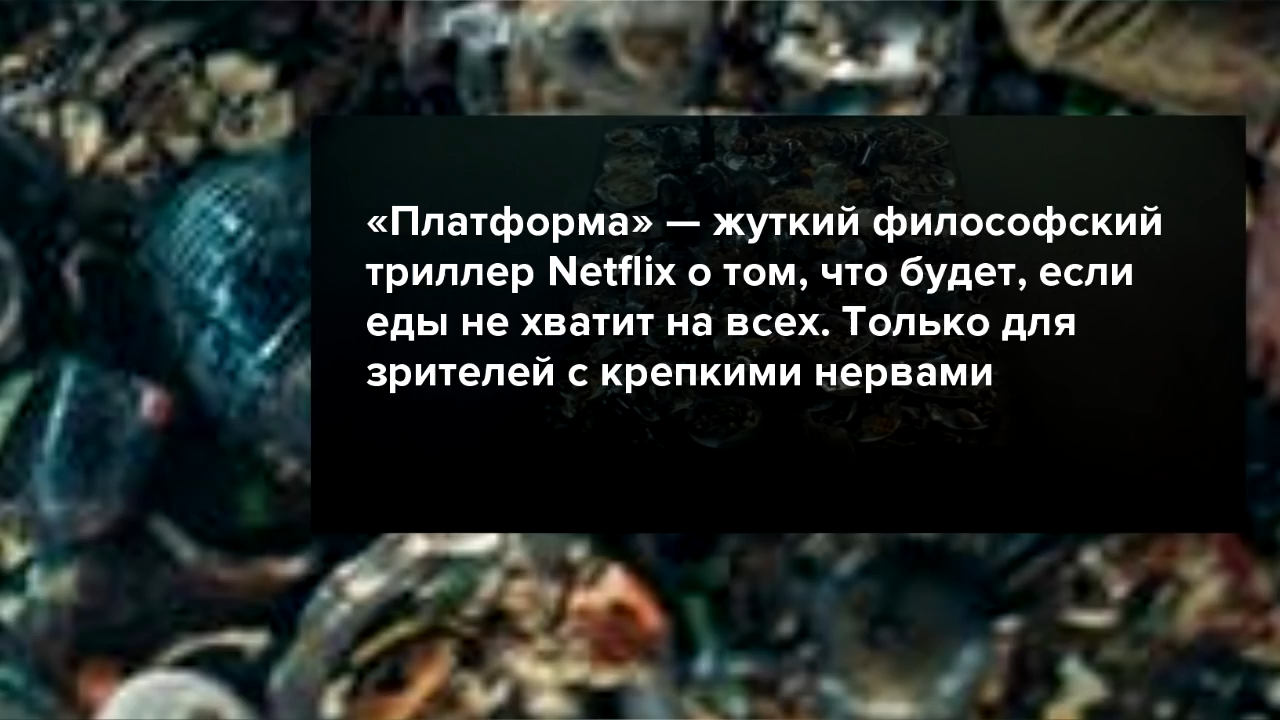 «Платформа» — жуткий философский
триллер Netflix о том, что будет, если
еды не хватит на всех. Только для
зрителей с крепкими нервами